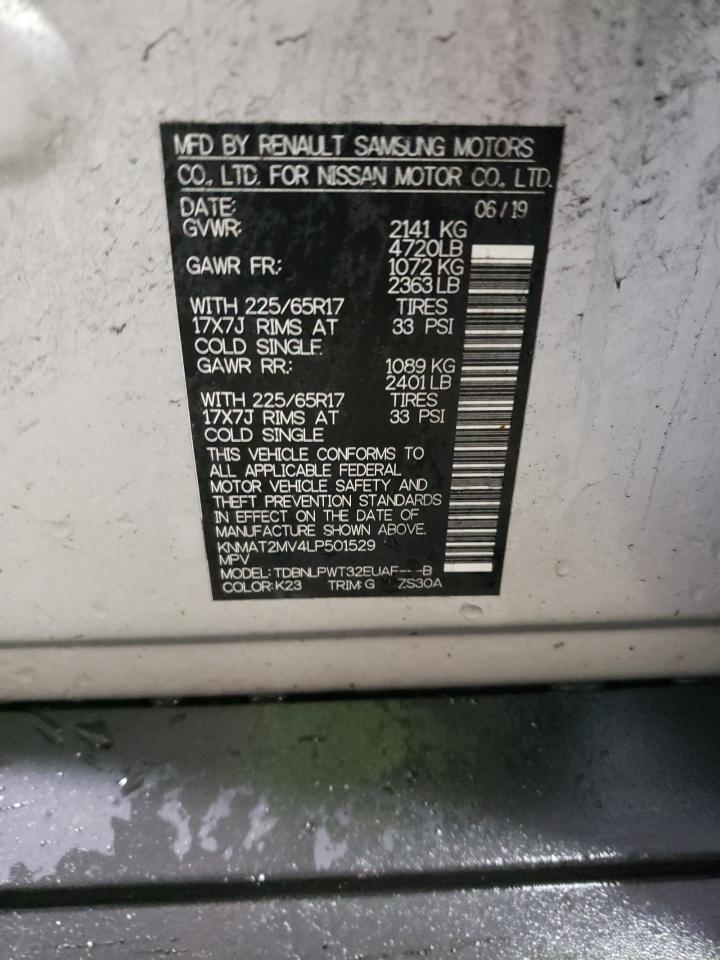 MFD BY RENAULT SAMSUNG MOTORS
CO., LTD. FOR NISSAN MOTOR CO., LTD.
DATE: 06/19
GVWR: 2141 KG
4720LB
GAWR FR.: 1072 KG
2363LB
WITH 225/65R17 TIRES
17X7J RIMS AT 33 PSI
COLD SINGLE.
GAWR RR.: 1089 KG
2401LB
WITH 225/65R17 TIRES
17X7J RIMS AT 33 PSI
COLD SINGLE
THIS VEHICLE CONFORMS TO
ALL APPLICABLE FEDERAL
MOTOR VEHICLE SAFETY AND
THEFT PREVENTION STANDARDS
IN EFFECT ON THE DATE OF
MANUFACTURE SHOWN ABOVE.
KNMAT2MV4LP501529
MPV
MODEL: TDBNLPWT32EUAF---B
COLOR:K23 TRIM:G ZS30A